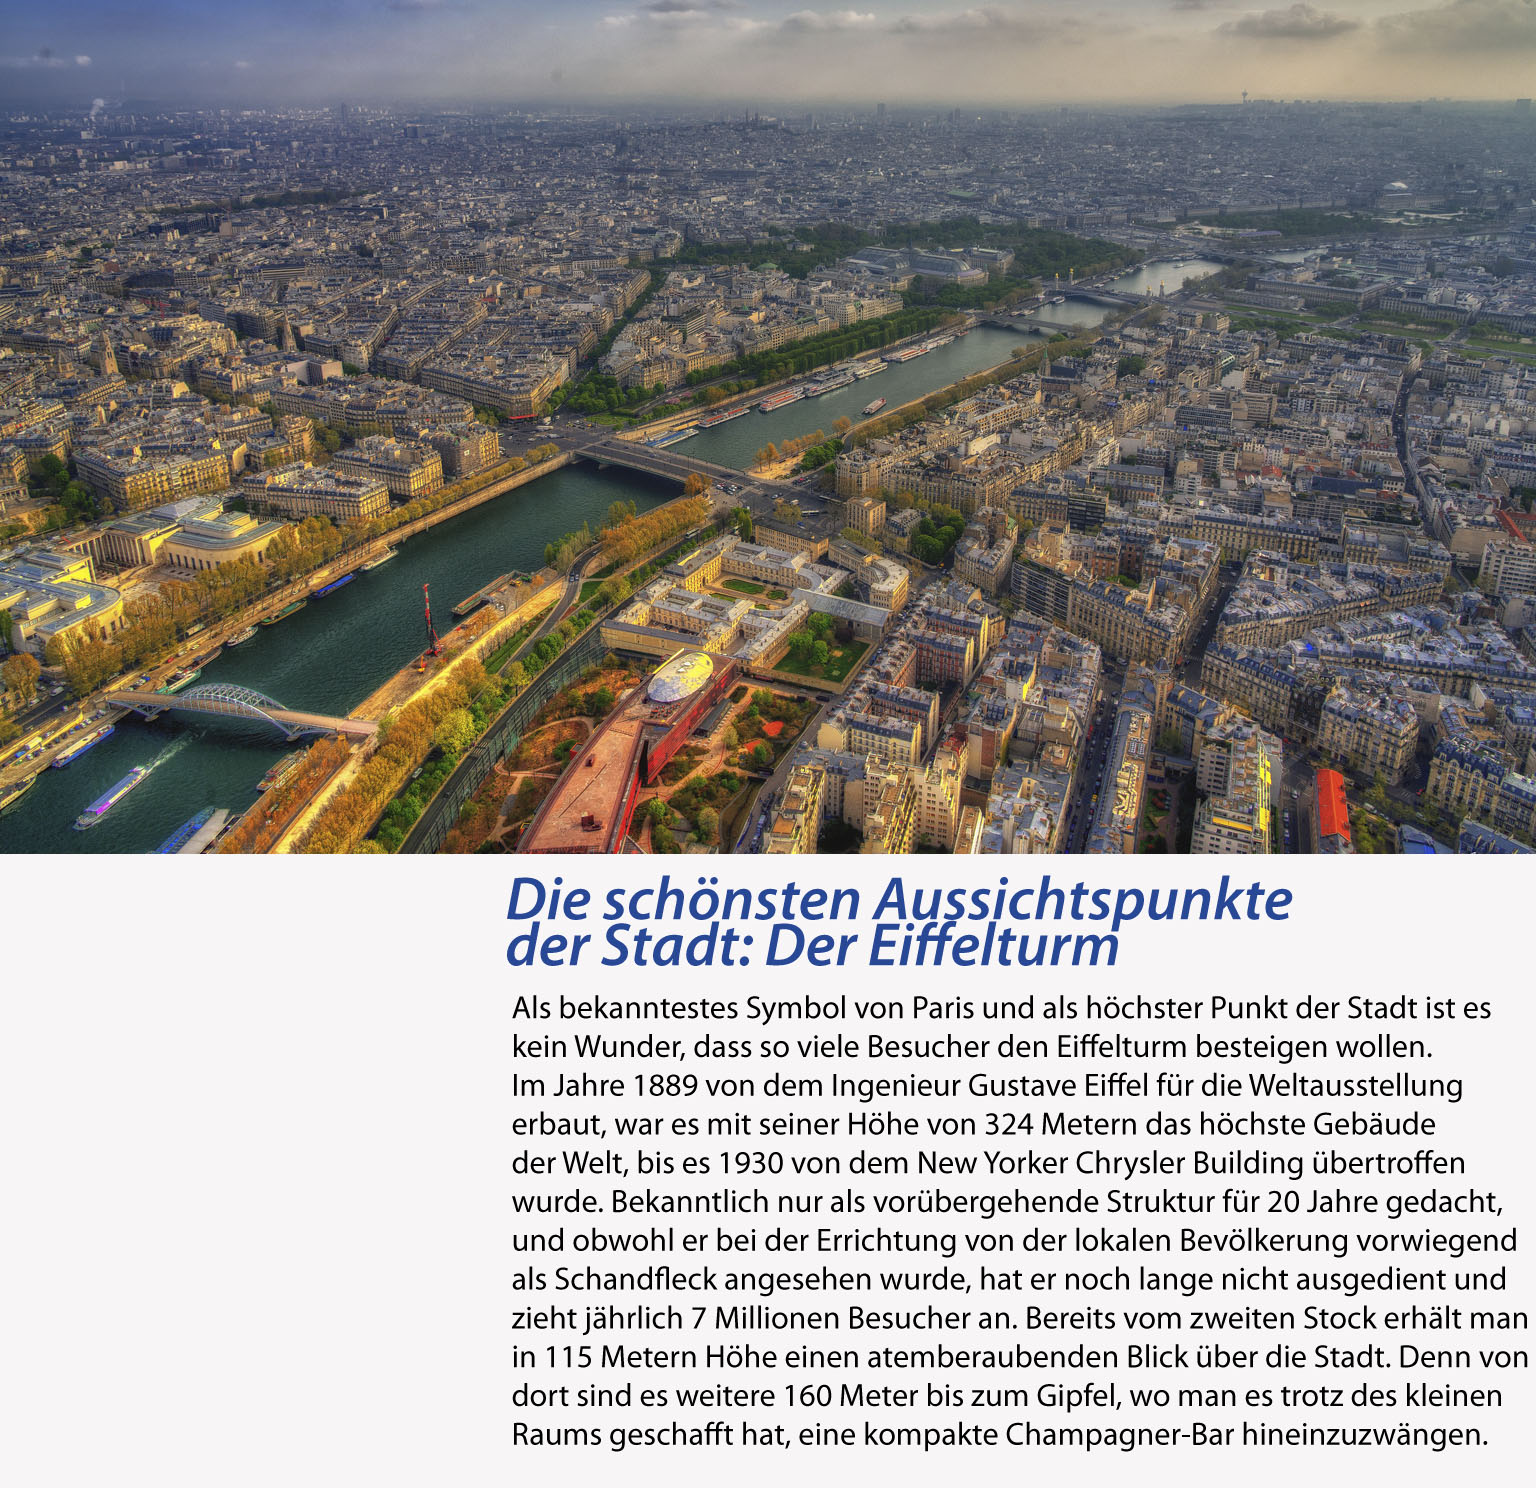 Die schönsten Aussichtspunkte
der Stadt: Der Eiffelturm
Als bekanntestes Symbol von Paris und als höchster Punkt der Stadt ist es
kein Wunder, dass so viele Besucher den Eiffelturm besteigen wollen.
Im Jahre 1889 von dem Ingenieur Gustave Eiffel für die Weltausstellung
erbaut, war es mit seiner Höhe von 324 Metern das höchste Gebäude
der Welt, bis es 1930 von dem New Yorker Chrysler Building übertroffen
wurde. Bekanntlich nur als vorübergehende Struktur für 20 Jahre gedacht,
und obwohl er bei der Errichtung von der lokalen Bevölkerung vorwiegend
als Schandfleck angesehen wurde, hat er noch lange nicht ausgedient und
zieht jährlich 7 Millionen Besucher an. Bereits vom zweiten Stock erhält man
in 115 Metern Höhe einen atemberaubenden Blick über die Stadt. Denn von
dort sind es weitere 160 Meter bis zum Gipfel, wo man es trotz des kleinen
Raums geschafft hat, eine kompakte Champagner-Bar hineinzuzwängen.